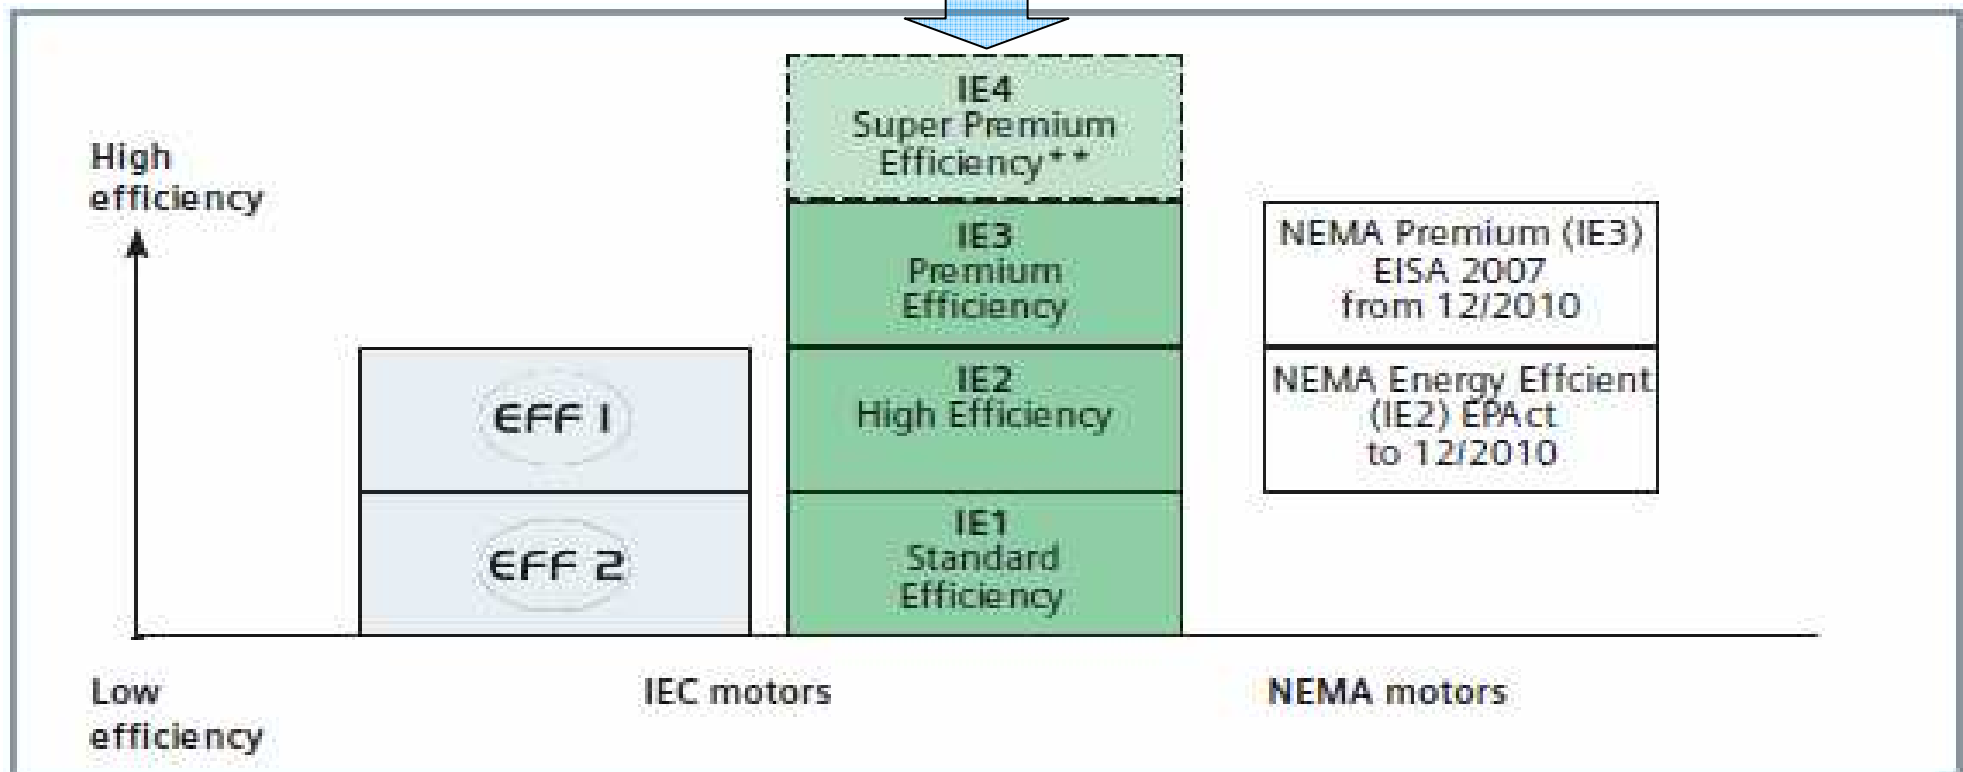 High
efficiency
EFF 1
EFF 2
IE4
Super Premium
Efficiency**
IE3
Premium
Efficiency
IE2
High Efficiency
IE1
Standard
Efficiency
NEMA Premium (IE3)
EISA 2007
from 12/2010
NEMA Energy Effcient
(IE2) EPAct
to 12/2010
Low
efficiency
IEC motors
NEMA motors